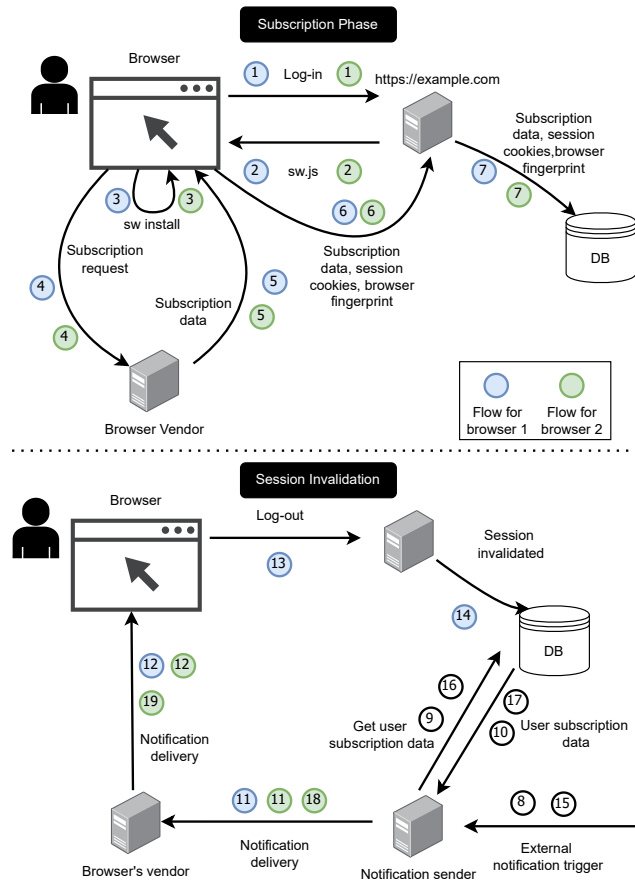 Subscription Phase
Browser
1
Log-in
1
https://example.com
2
sw.js
2
3
3
sw install
Subscription
request
4
4
Subscription
data
5
5
6
6
Subscription
data, session
cookies, browser
fingerprint
7
7
Subscription
data, session
cookies,browser
fingerprint
DB
Browser Vendor
Flow for
browser 1
Flow for
browser 2
Session Invalidation
Browser
Log-out
13
Session
invalidated
14
DB
12
12
19
Notification
delivery
16
9
Get user
subscription data
17
10
User subscription
data
11
11
18
Notification
delivery
Browser's vendor
Notification sender
8
15
External
notification trigger